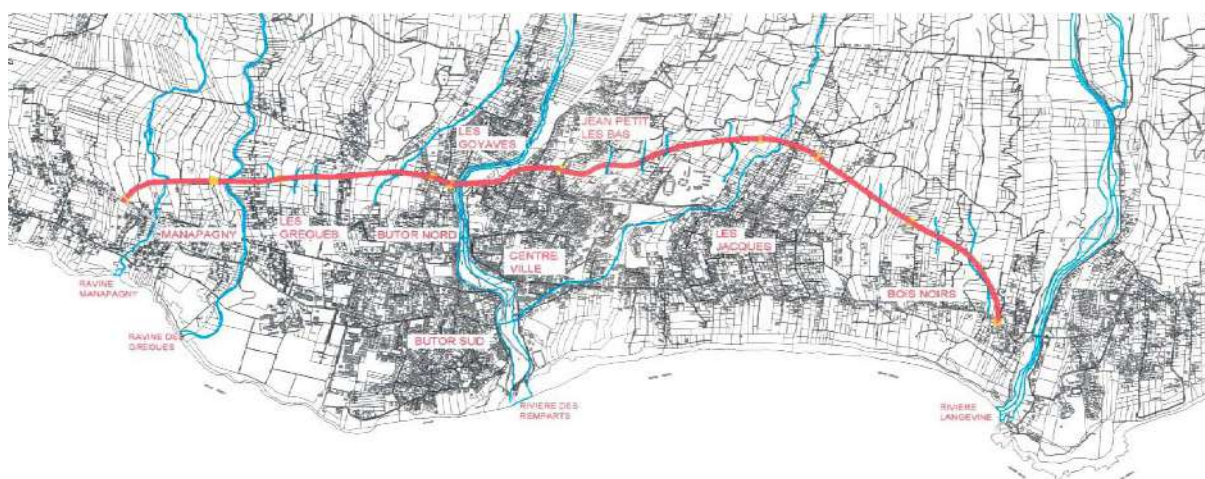 LES
GOYAVES
JEAN PETIT
LES BAS
MANAPAGNY
LES
GREGUES
BUTOR NORD
CENTRE
VILLE
LES
JACQUES
RAVINE
MANAPAGNY
BOIS NOIRS
RAVINE DES
GREGUES
BUTOR SUD
RIVIERE DES
REMPARTS
RIVIERE
LANGEVINE